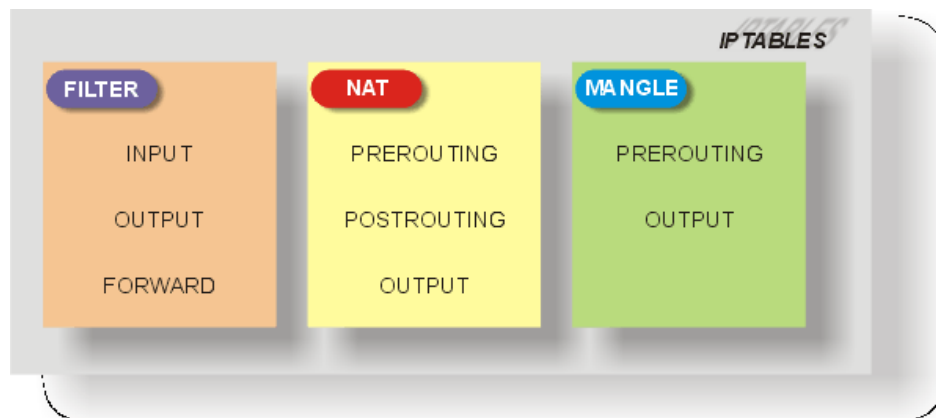 IPTABLES
FILTER
INPUT
OUTPUT
FORWARD
NAT
PREROUTING
POSTROUTING
OUTPUT
MANGLE
PREROUTING
OUTPUT